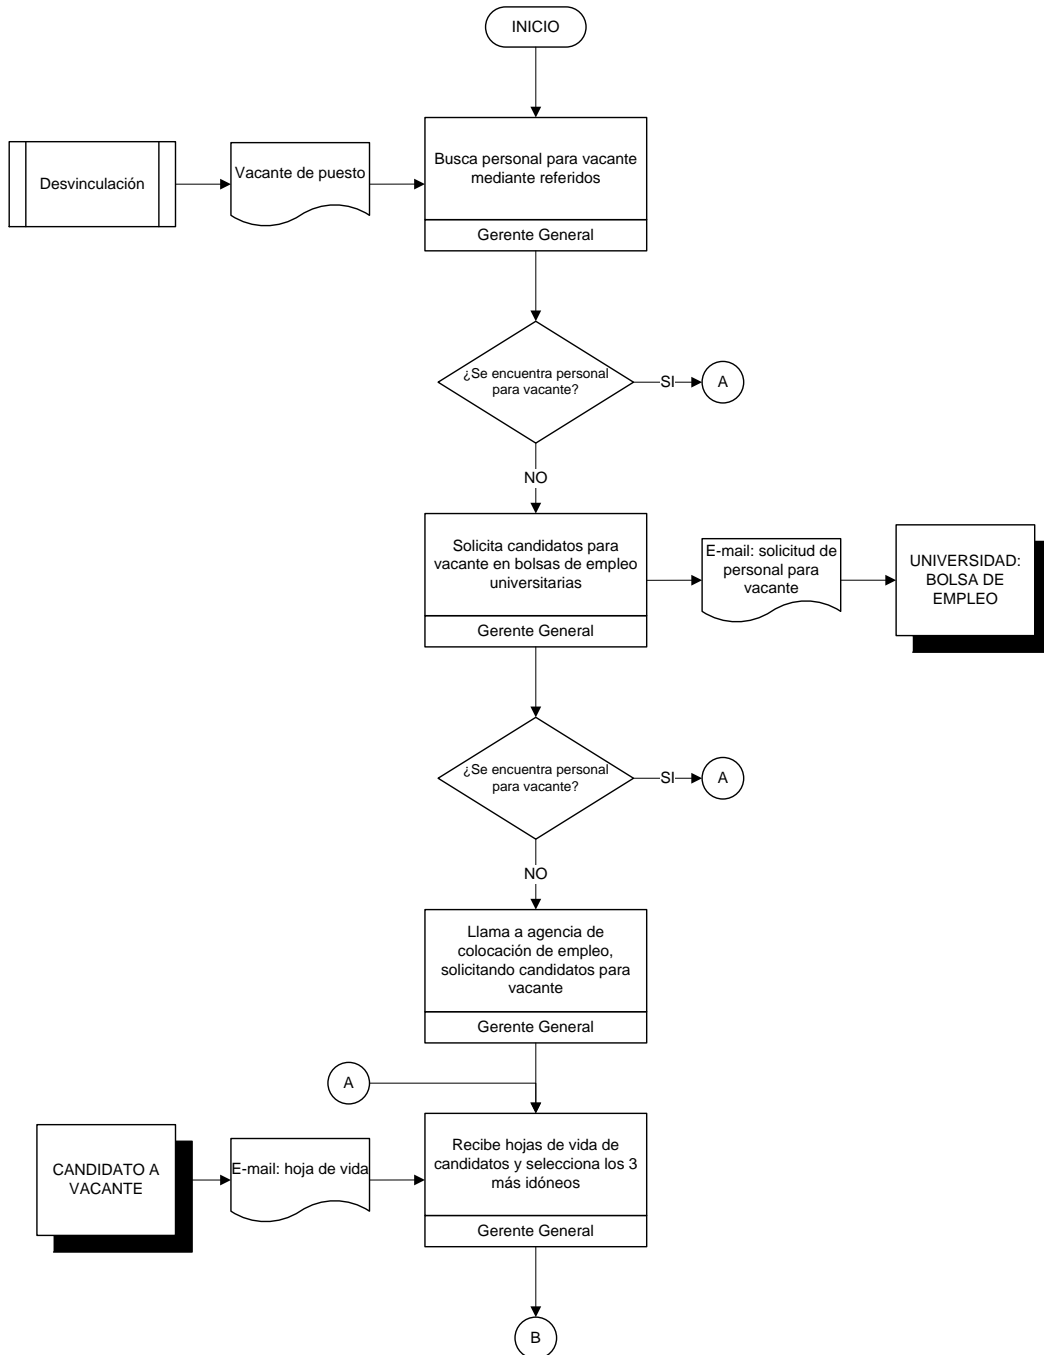 INICIO
Desvinculación
Vacante de puesto
Busca personal para vacante
mediante referidos
Gerente General
¿Se encuentra personal
para vacante?
SI
A
NO
Solicita candidatos para
vacante en bolsas de empleo
universitarias
Gerente General
E-mail: solicitud de
personal para
vacante
UNIVERSIDAD:
BOLSA DE
EMPLEO
¿Se encuentra personal
para vacante?
SI
A
NO
Llama a agencia de
colocación de empleo,
solicitando candidatos para
vacante
Gerente General
A
CANDIDATO A
VACANTE
E-mail: hoja de vida
Recibe hojas de vida de
candidatos y selecciona los 3
más idóneos
Gerente General
B